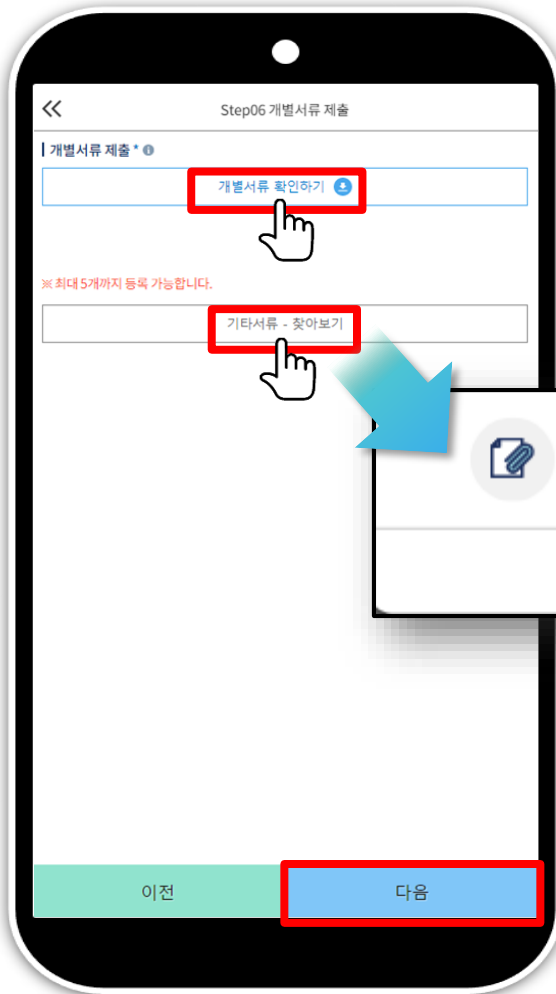 Step06 개별서류 제출
개별서류 제출 *
개별서류 확인하기
※ 최대 5개까지 등록 가능합니다.
기타서류 - 찾아보기
이전
다음